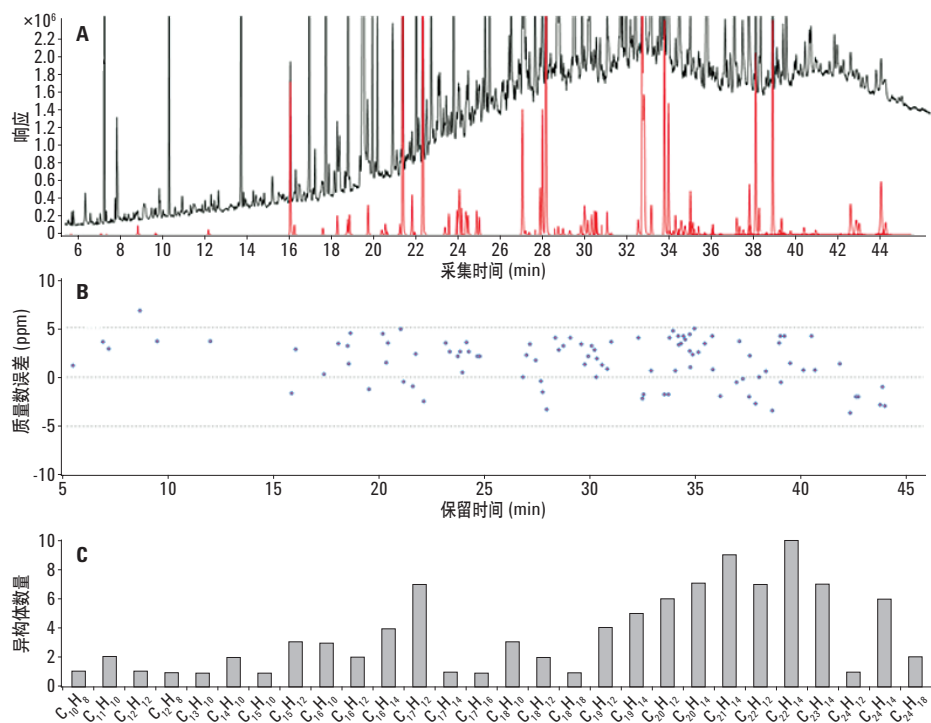 ×10⁶
A
2.2
2.0
1.8
1.6
1.4
1.2
1.0
0.8
0.6
0.4
0.2
0
响应
6 8 10 12 14 16 18 20 22 24 26 28 30 32 34 36 38 40 42 44
采集时间 (min)
B
10
5
0
-5
-10
质量数误差 (ppm)
5 10 15 20 25 30 35 40 45
保留时间 (min)
C
10
8
6
4
2
0
异构体数量
C₁₀H₈
C₁₁H₁₀
C₁₂H₁₂
C₁₂H₈
C₁₃H₁₀
C₁₄H₁₀
C₁₅H₁₀
C₁₅H₁₂
C₁₆H₁₀
C₁₆H₁₂
C₁₆H₁₄
C₁₇H₁₂
C₁₇H₁₄
C₁₇H₁₆
C₁₈H₁₀
C₁₈H₁₂
C₁₈H₁₈
C₁₉H₁₂
C₁₉H₁₄
C₂₀H₁₂
C₂₀H₁₄
C₂₁H₁₄
C₂₂H₁₂
C₂₂H₁₄
C₂₃H₁₄
C₂₄H₁₂
C₂₄H₁₄
C₂₄H₁₈